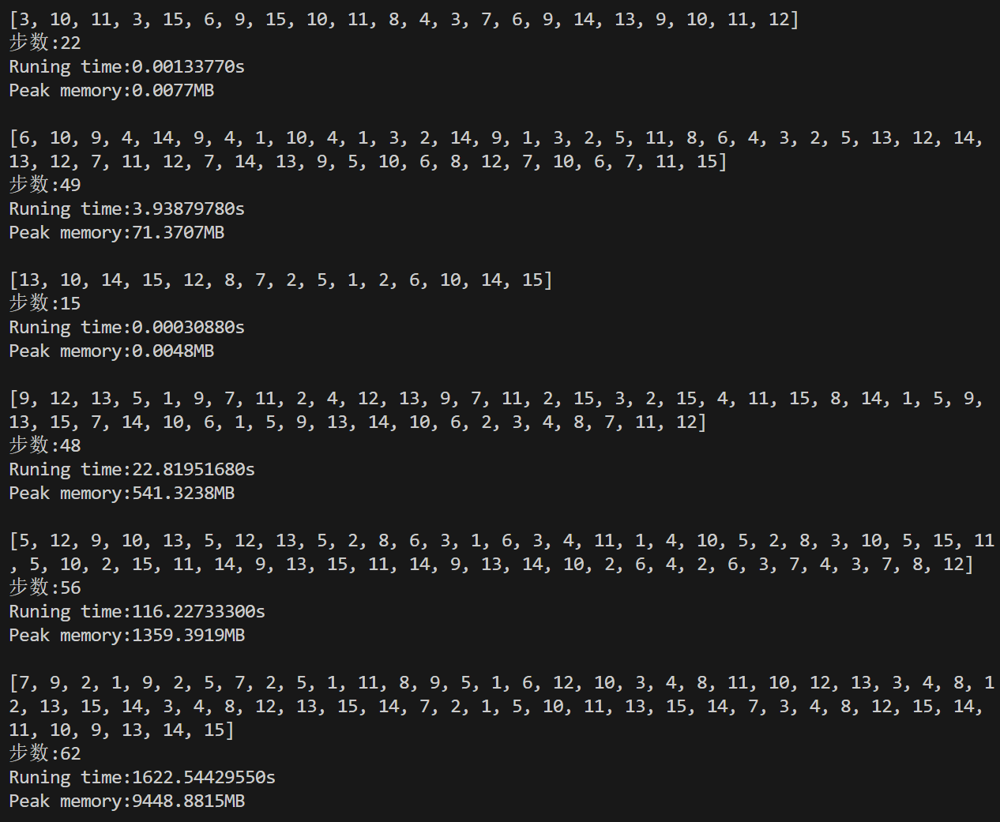 [3, 10, 11, 3, 15, 6, 9, 15, 10, 11, 8, 4, 3, 7, 6, 9, 14, 13, 9, 10, 11, 12]
步数:22
Runing time:0.00133770s
Peak memory:0.0077MB
[6, 10, 9, 4, 14, 9, 4, 1, 10, 4, 1, 3, 2, 14, 9, 1, 3, 2, 5, 11, 8, 6, 4, 3, 2, 5, 13, 12, 14,
13, 12, 7, 11, 12, 7, 14, 13, 9, 5, 10, 6, 8, 12, 7, 10, 6, 7, 11, 15]
步数:49
Runing time:3.93879780s
Peak memory:71.3707MB
[13, 10, 14, 15, 12, 8, 7, 2, 5, 1, 2, 6, 10, 14, 15]
步数:15
Runing time:0.00030880s
Peak memory:0.0048MB
[9, 12, 13, 5, 1, 9, 7, 11, 2, 4, 12, 13, 9, 7, 11, 2, 15, 3, 2, 15, 4, 11, 15, 8, 14, 1, 5, 9,
13, 15, 7, 14, 10, 6, 1, 5, 9, 13, 14, 10, 6, 2, 3, 4, 8, 7, 11, 12]
步数:48
Runing time:22.81951680s
Peak memory:541.3238MB
[5, 12, 9, 10, 13, 5, 12, 13, 5, 2, 8, 6, 3, 1, 6, 3, 4, 11, 1, 4, 10, 5, 2, 8, 3, 10, 5, 15, 11
, 5, 10, 2, 15, 11, 14, 9, 13, 15, 11, 14, 9, 13, 14, 10, 2, 6, 4, 2, 6, 3, 7, 4, 3, 7, 8, 12]
步数:56
Runing time:116.22733300s
Peak memory:1359.3919MB
[7, 9, 2, 1, 9, 2, 5, 7, 2, 5, 1, 11, 8, 9, 5, 1, 6, 12, 10, 3, 4, 8, 11, 10, 12, 13, 3, 4, 8, 1
2, 13, 15, 14, 3, 4, 8, 12, 13, 15, 14, 7, 2, 1, 5, 10, 11, 13, 15, 14, 7, 3, 4, 8, 12, 15, 14,
11, 10, 9, 13, 14, 15]
步数:62
Runing time:1622.54429550s
Peak memory:9448.8815MB